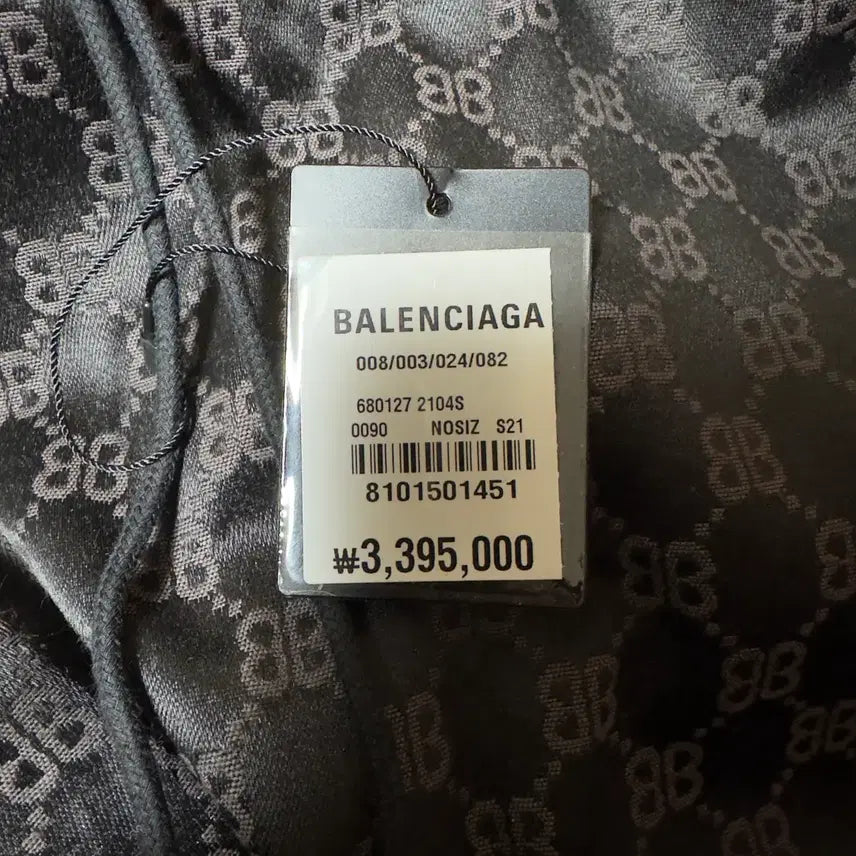 BALENCIAGA
008/003/024/082
680127 2104S
0090 NOSIZ S21
8101501451
₩3,395,000